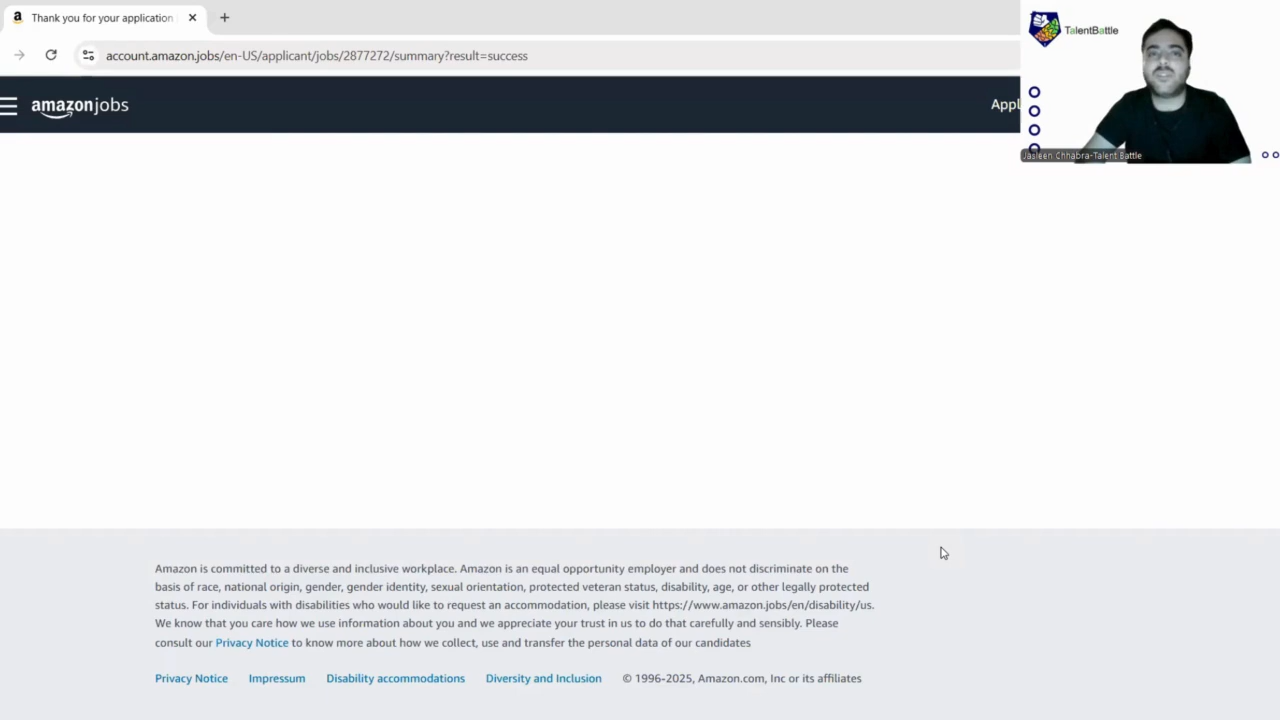 Thank you for your application
account.amazon.jobs/en-US/applicant/jobs/2877272/summary?result=success
TalentBattle
amazonjobs
Appl
Jasleen Chhabra-Talent Battle
Amazon is committed to a diverse and inclusive workplace. Amazon is an equal opportunity employer and does not discriminate on the
basis of race, national origin, gender, gender identity, sexual orientation, protected veteran status, disability, age, or other legally protected
status. For individuals with disabilities who would like to request an accommodation, please visit https://www.amazon.jobs/en/disability/us.
We know that you care how we use information about you and we appreciate your trust in us to do that carefully and sensibly. Please
consult our Privacy Notice to know more about how we collect, use and transfer the personal data of our candidates
Privacy Notice Impressum Disability accommodations Diversity and Inclusion © 1996-2025, Amazon.com, Inc or its affiliates